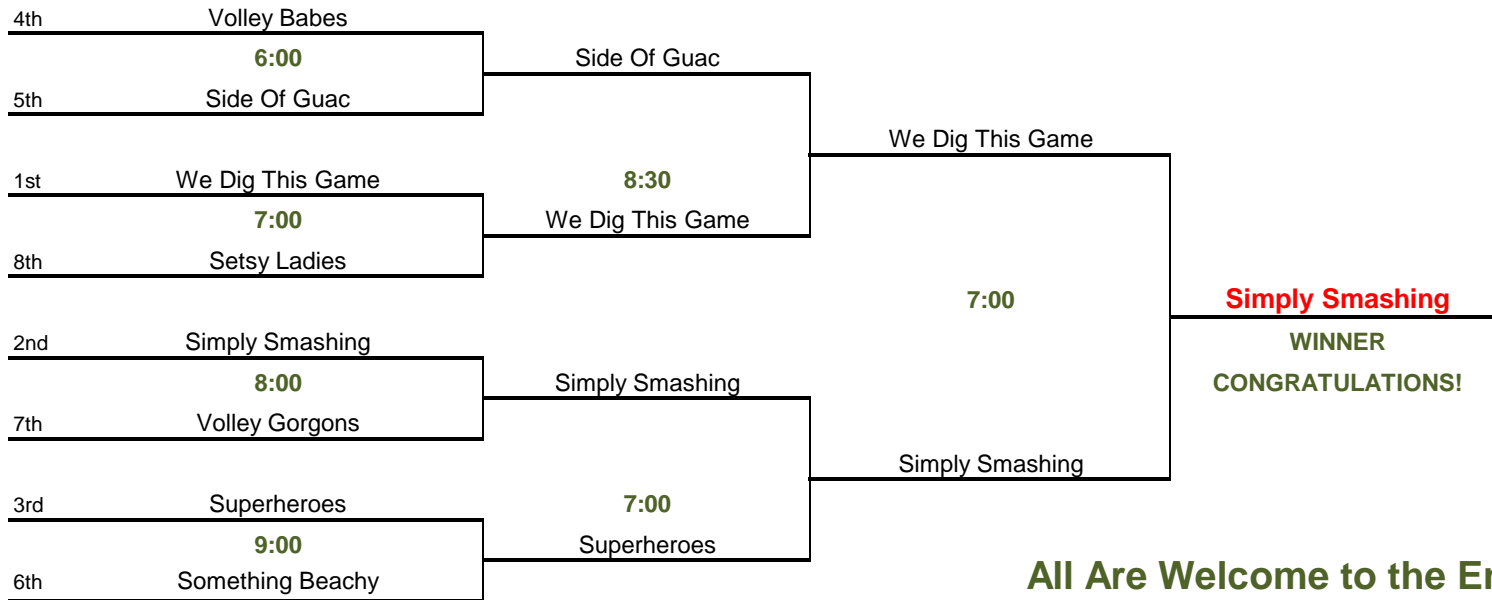 4th Volley Babes
6:00 Side Of Guac
5th Side Of Guac
We Dig This Game
1st We Dig This Game 8:30
7:00 We Dig This Game
8th Setsy Ladies
7:00 Simply Smashing
2nd Simply Smashing WINNER
8:00 Simply Smashing CONGRATULATIONS!
7th Volley Gorgons
Simply Smashing
3rd Superheroes 7:00
9:00 Superheroes
6th Something Beachy All Are Welcome to the